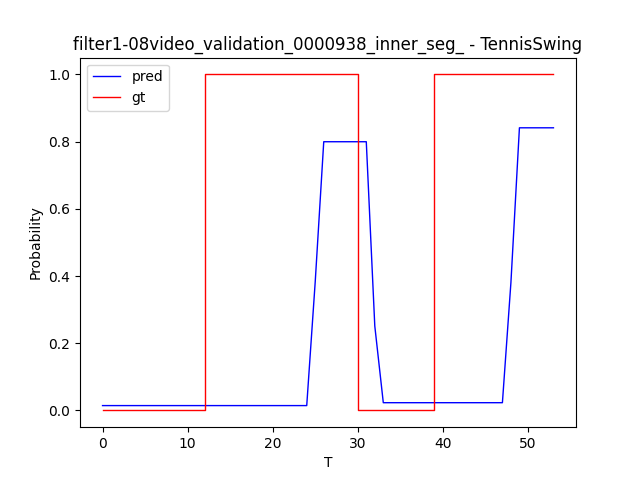 filter1-08video_validation_0000938_inner_seg_ - TennisSwing
pred
gt
1.0
0.8
0.6
0.4
0.2
0.0
Probability
0 10 20 30 40 50
T